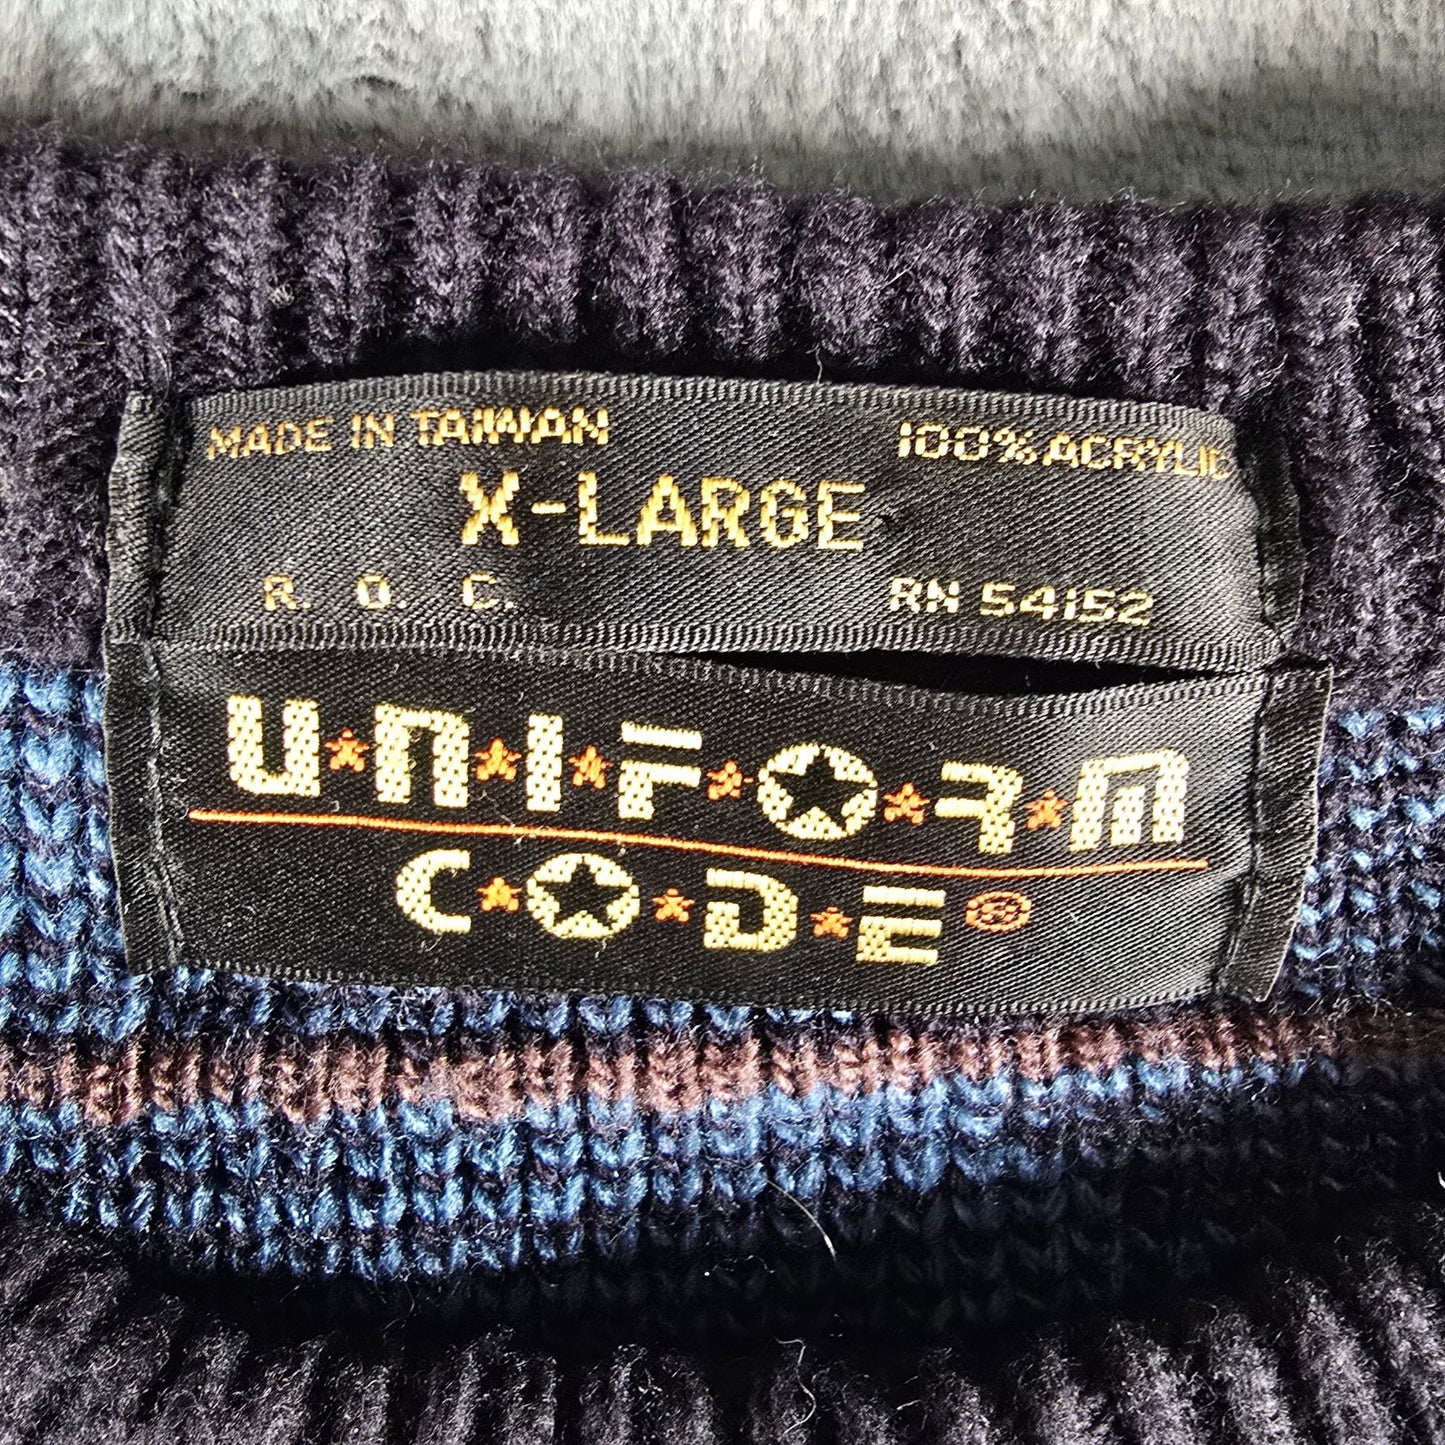 MADE IN TAIWAN 100% ACRYLIC
X-LARGE
R. O. C. RN 54152
UNIFORM
CODE®